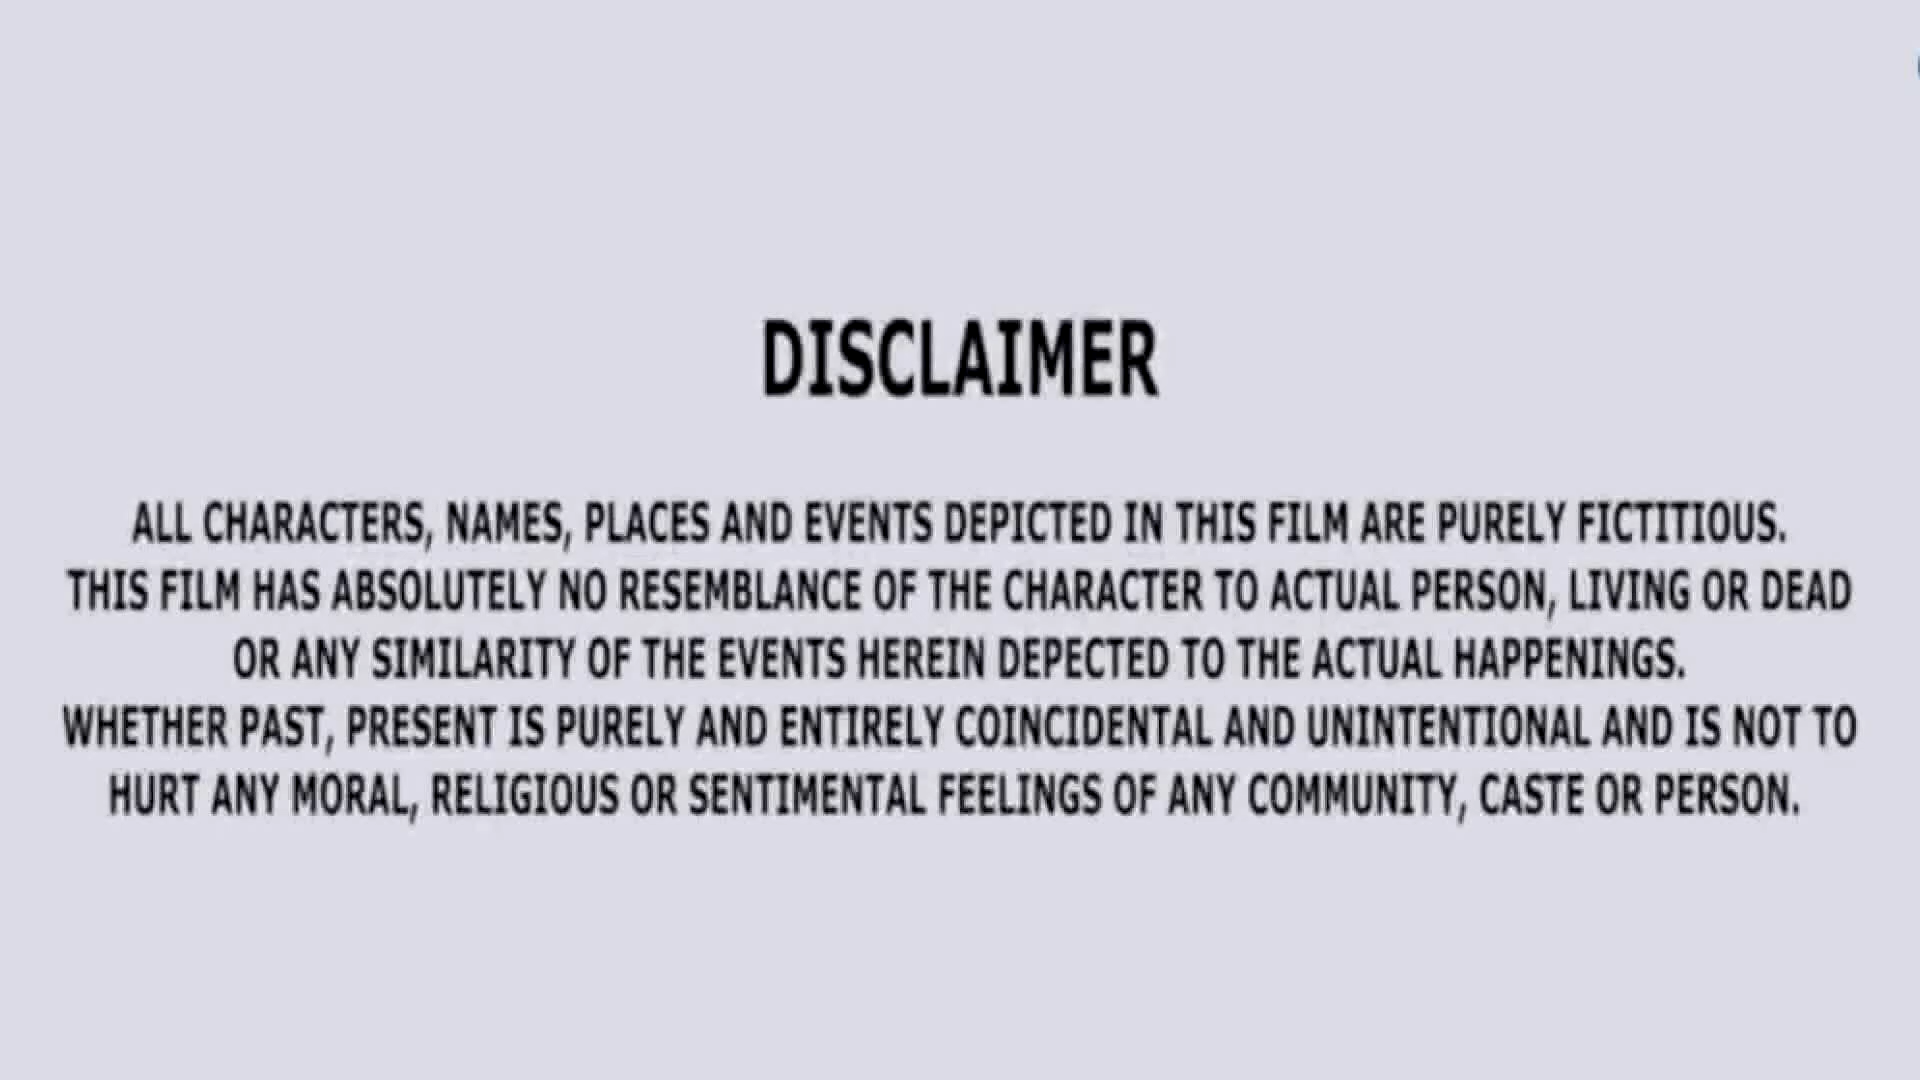 DISCLAIMER
ALL CHARACTERS, NAMES, PLACES AND EVENTS DEPICTED IN THIS FILM ARE PURELY FICTITIOUS.
THIS FILM HAS ABSOLUTELY NO RESEMBLANCE OF THE CHARACTER TO ACTUAL PERSON, LIVING OR DEAD
OR ANY SIMILARITY OF THE EVENTS HEREIN DEPECTED TO THE ACTUAL HAPPENINGS.
WHETHER PAST, PRESENT IS PURELY AND ENTIRELY COINCIDENTAL AND UNINTENTIONAL AND IS NOT TO
HURT ANY MORAL, RELIGIOUS OR SENTIMENTAL FEELINGS OF ANY COMMUNITY, CASTE OR PERSON.